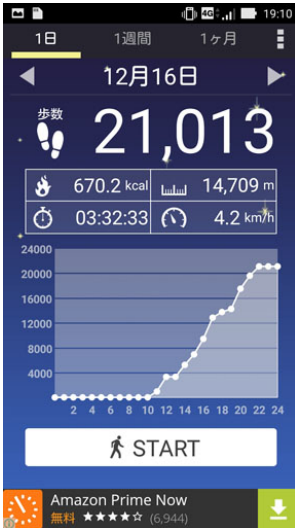 4G 19:10
1日 1週間 1ヶ月
12月16日
歩数 21,013
670.2 kcal 14,709 m
03:32:33 4.2 km/h
24000
20000
16000
12000
8000
4000
2 4 6 8 10 12 14 16 18 20 22 24
START
Amazon Prime Now
無料 ★★★★☆ (6,944)